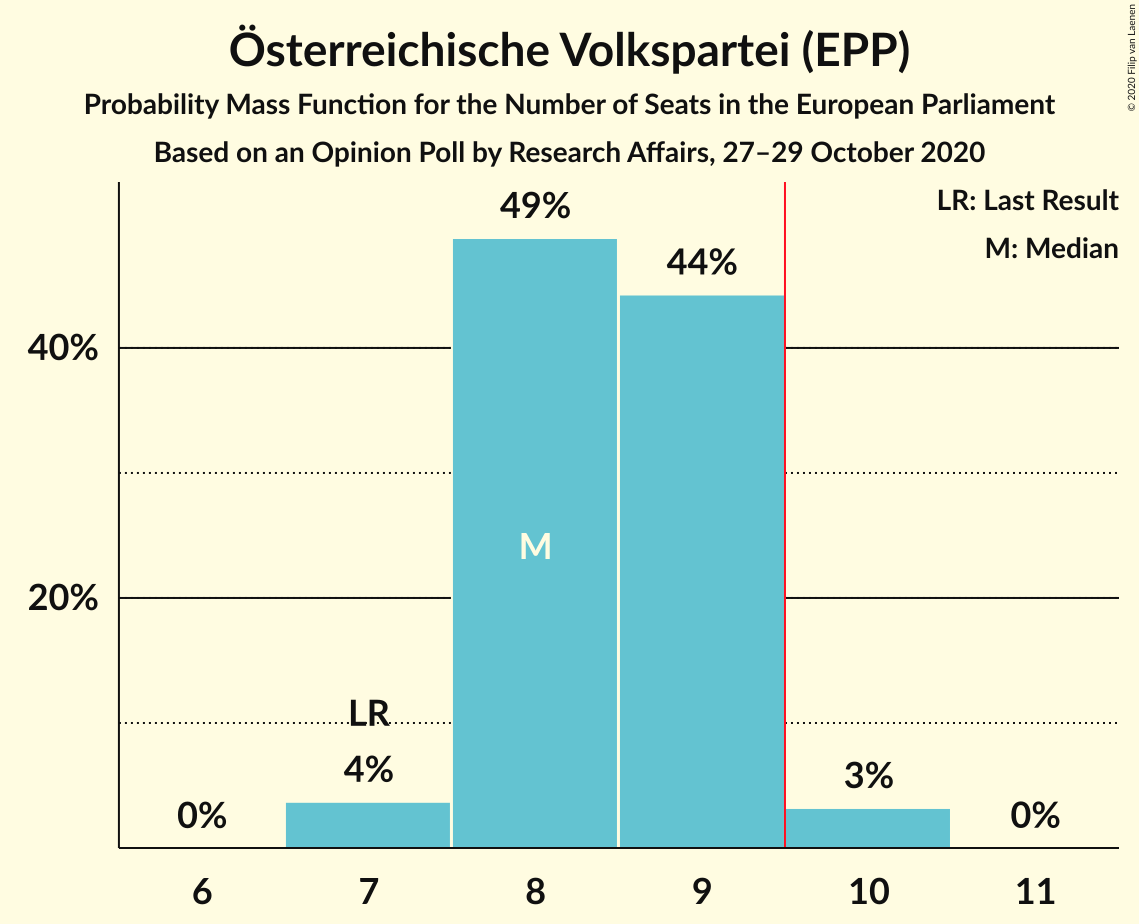 Österreichische Volkspartei (EPP)
Probability Mass Function for the Number of Seats in the European Parliament
Based on an Opinion Poll by Research Affairs, 27–29 October 2020
© 2020 Filip van Laenen
LR: Last Result
M: Median
49%
44%
40%
M
20%
LR
4%
3%
0%
0%
6 7 8 9 10 11